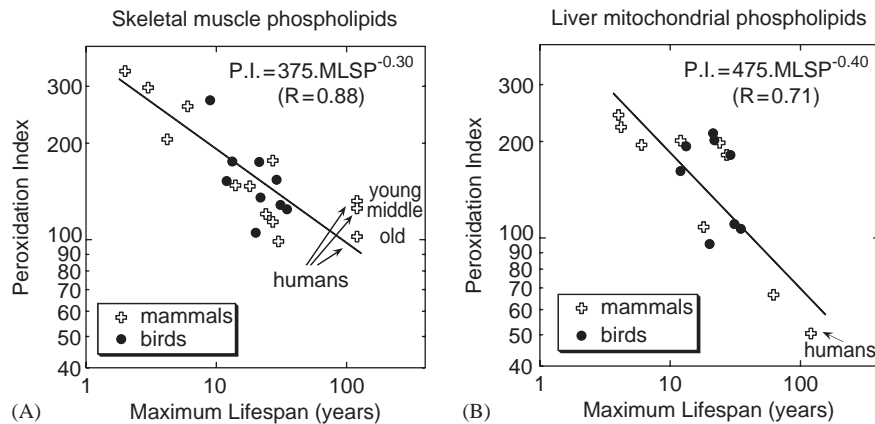 Skeletal muscle phospholipids
P.I.=375.MLSP-0.30
(R=0.88)
Peroxidation Index
300
200
100
90
80
70
60
50
40
young
middle
old
humans
mammals
birds
1
10
100
(A)
Maximum Lifespan (years)
Liver mitochondrial phospholipids
P.I.=475.MLSP-0.40
(R=0.71)
Peroxidation Index
300
200
100
90
80
70
60
50
40
mammals
birds
humans
1
10
100
(B)
Maximum Lifespan (years)